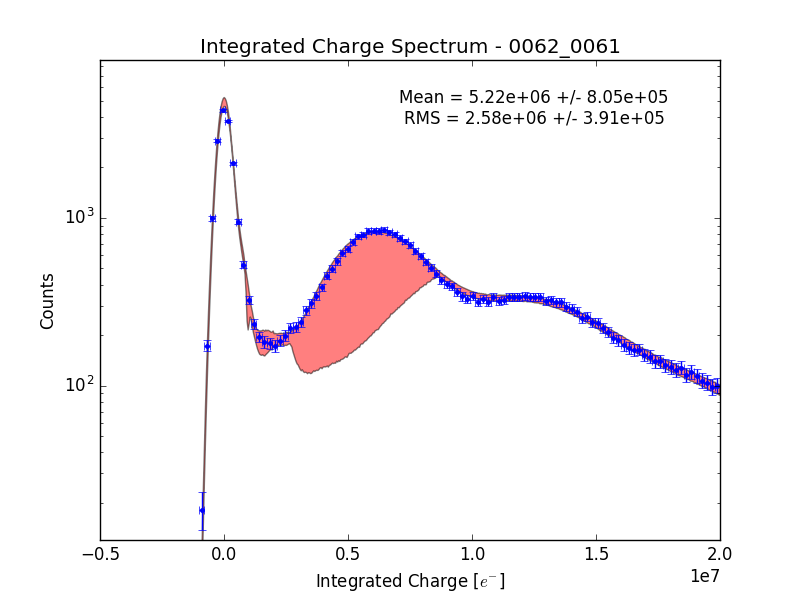 Integrated Charge Spectrum - 0062_0061
Mean = 5.22e+06 +/- 8.05e+05
RMS = 2.58e+06 +/- 3.91e+05
Counts
10³
10²
−0.5 0.0 0.5 1.0 1.5 2.0
1e7
Integrated Charge [e⁻]